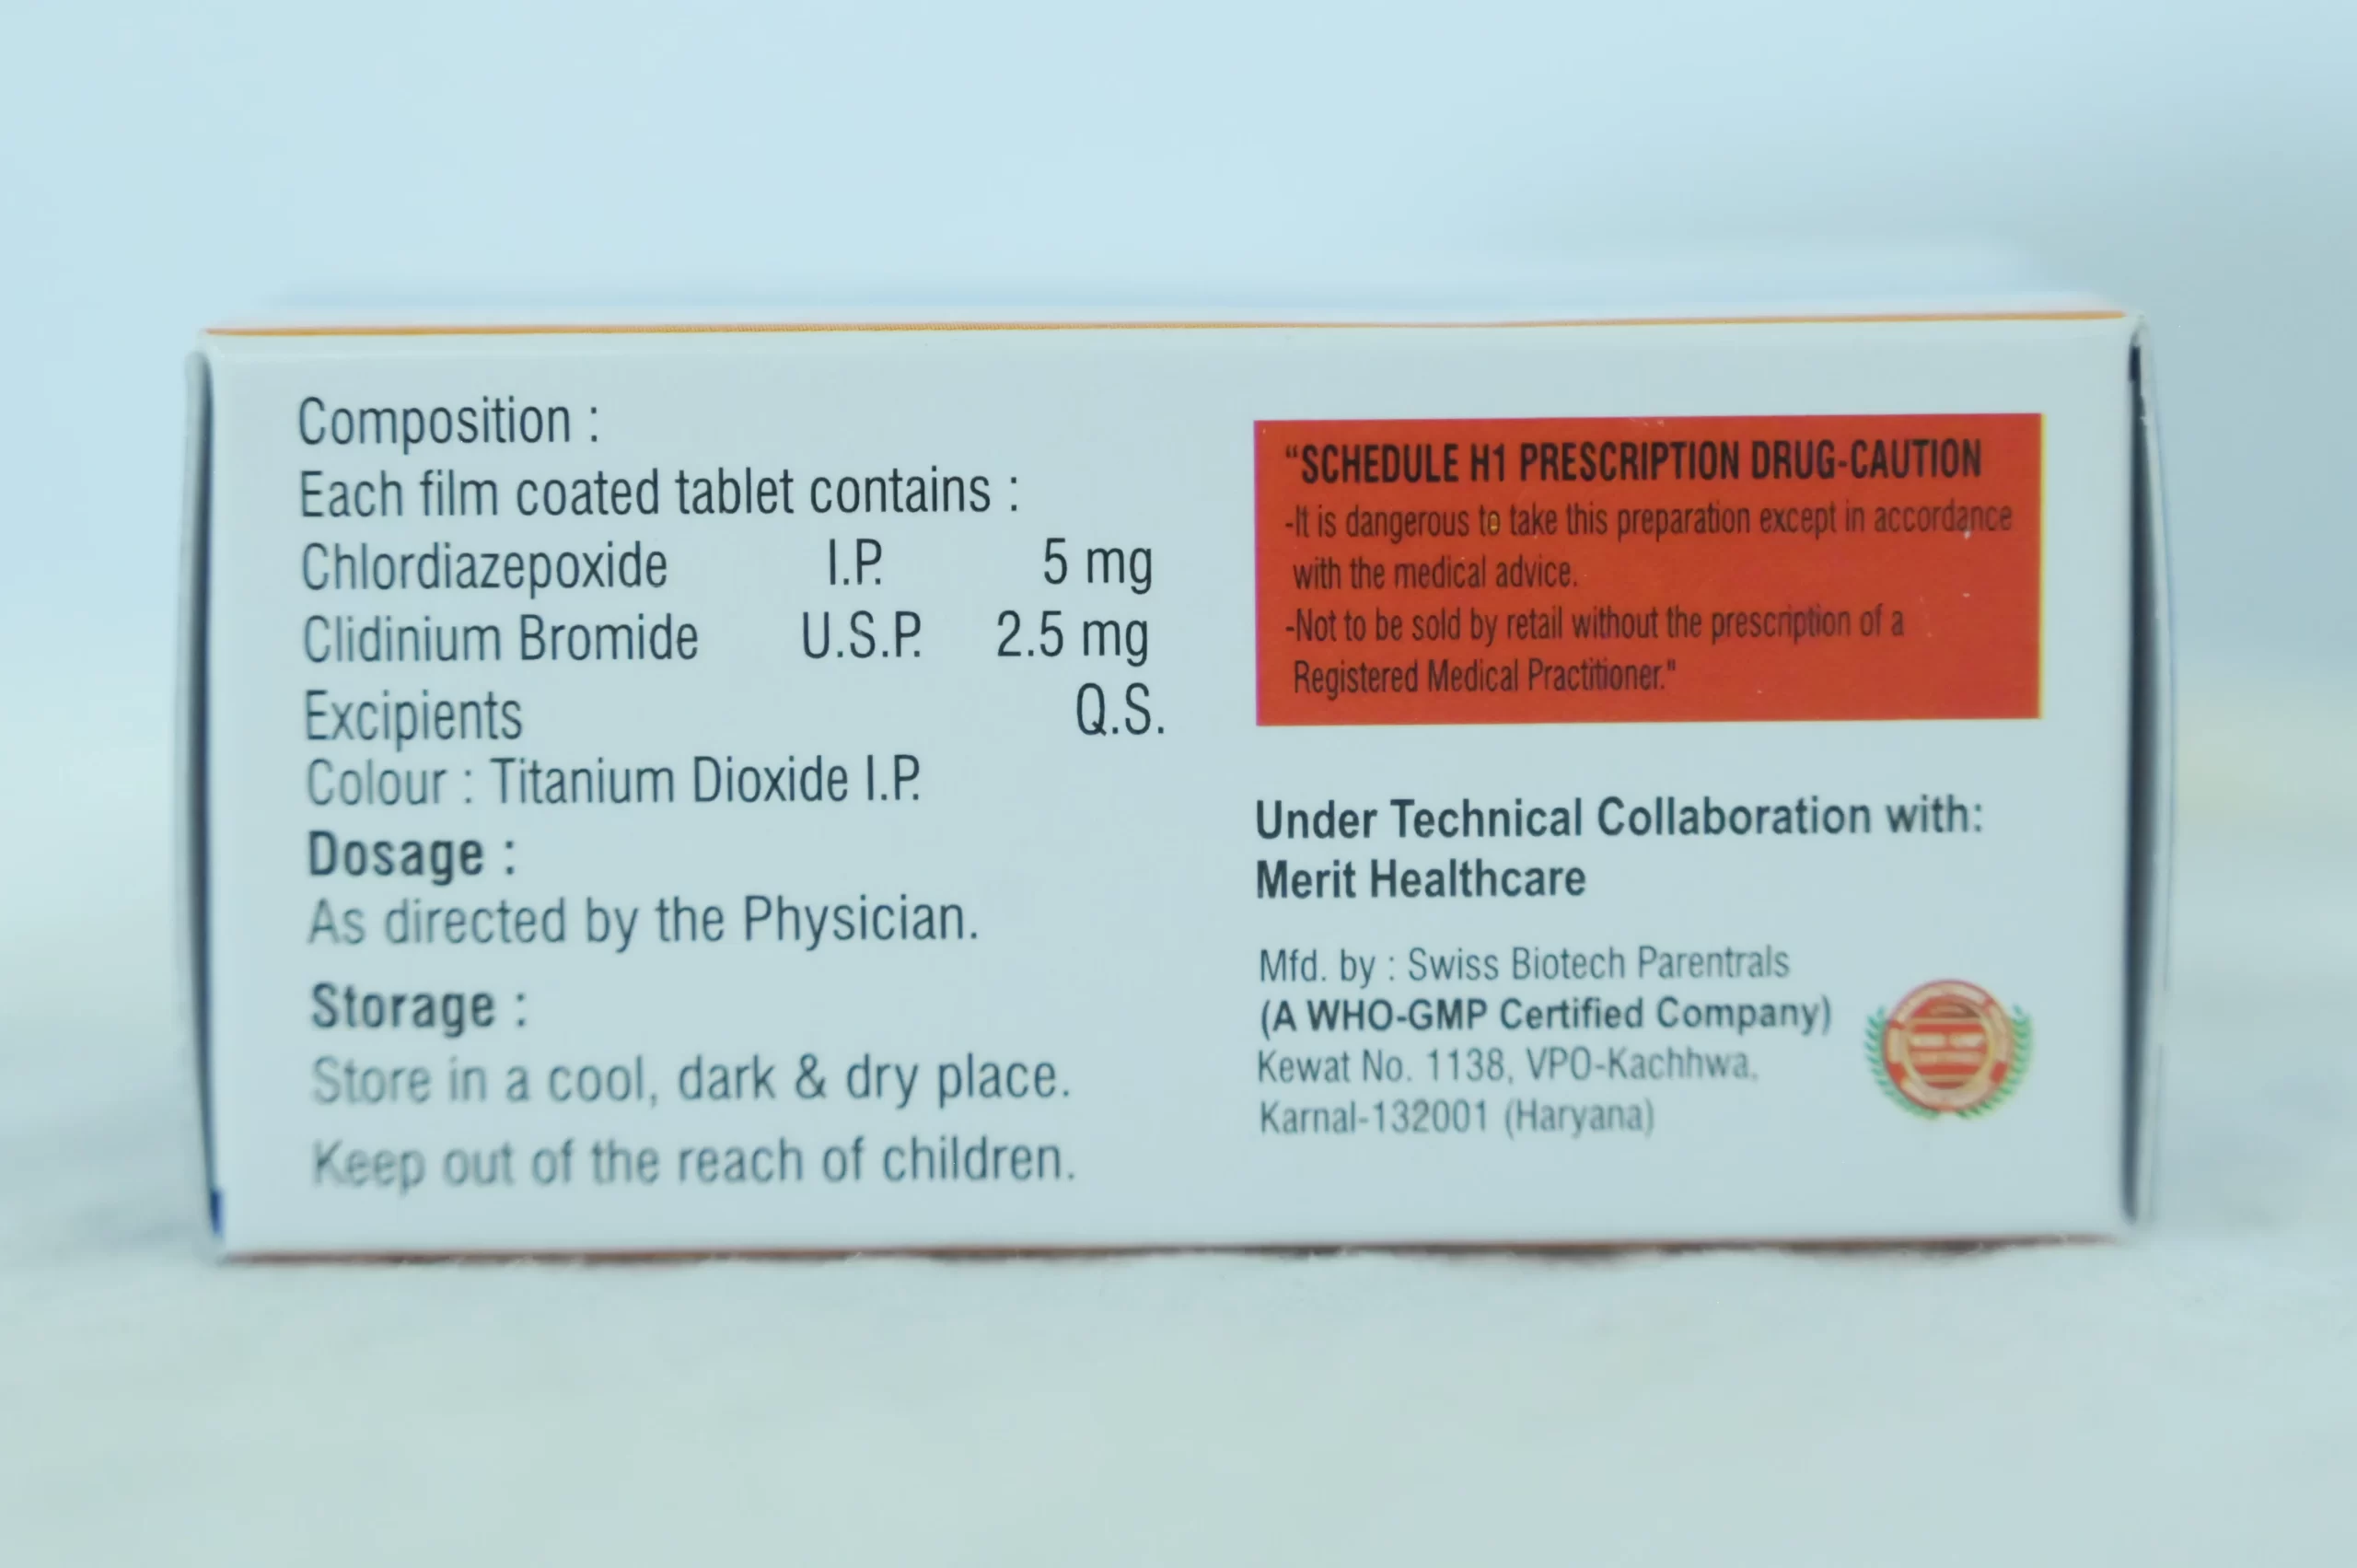 Composition :
Each film coated tablet contains :
Chlordiazepoxide I.P. 5 mg
Clidinium Bromide U.S.P. 2.5 mg
Excipients Q.S.
Colour : Titanium Dioxide I.P.
Dosage :
As directed by the Physician.
Storage :
Store in a cool, dark & dry place.
Keep out of the reach of children.
"SCHEDULE H1 PRESCRIPTION DRUG-CAUTION
-It is dangerous to take this preparation except in accordance
with the medical advice.
-Not to be sold by retail without the prescription of a
Registered Medical Practitioner."
Under Technical Collaboration with:
Merit Healthcare
Mfd. by : Swiss Biotech Parentrals
(A WHO-GMP Certified Company)
Kewat No. 1138, VPO-Kachhwa,
Karnal-132001 (Haryana)